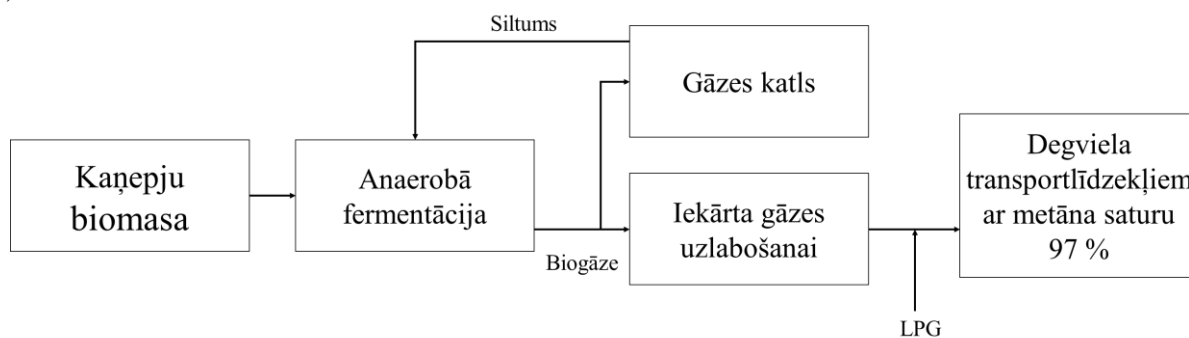 Siltums
Gāzes katls
Kaņepju
biomasa
Anaerobā
fermentācija
Biogāze
Iekārta gāzes
uzlabošanai
LPG
Degviela
transportlīdzekļiem
ar metāna saturu
97 %